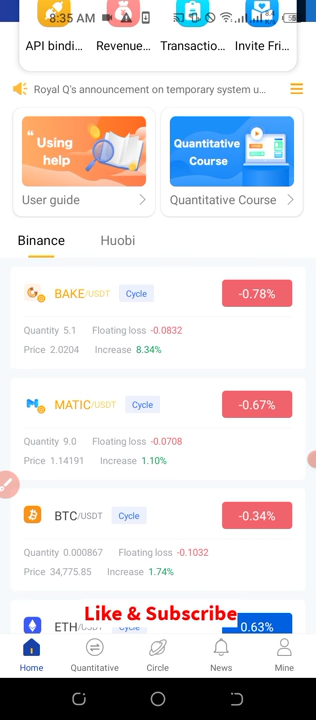 8:35 AM
API bindi...
Revenue...
Transactio...
Invite Fri...
Royal Q's announcement on temporary system u...
Using
help
User guide
Quantitative
Course
Quantitative Course
Binance
Huobi
BAKE/USDT
Cycle
-0.78%
Quantity 5.1
Floating loss -0.0832
Price 2.0204
Increase 8.34%
MATIC/USDT
Cycle
-0.67%
Quantity 9.0
Floating loss -0.0708
Price 1.14191
Increase 1.10%
BTC/USDT
Cycle
-0.34%
Quantity 0.000867
Floating loss -0.1032
Price 34,775.85
Increase 1.74%
ETH/USDT
Cycle
0.63%
Like & Subscribe
Home
Quantitative
Circle
News
Mine